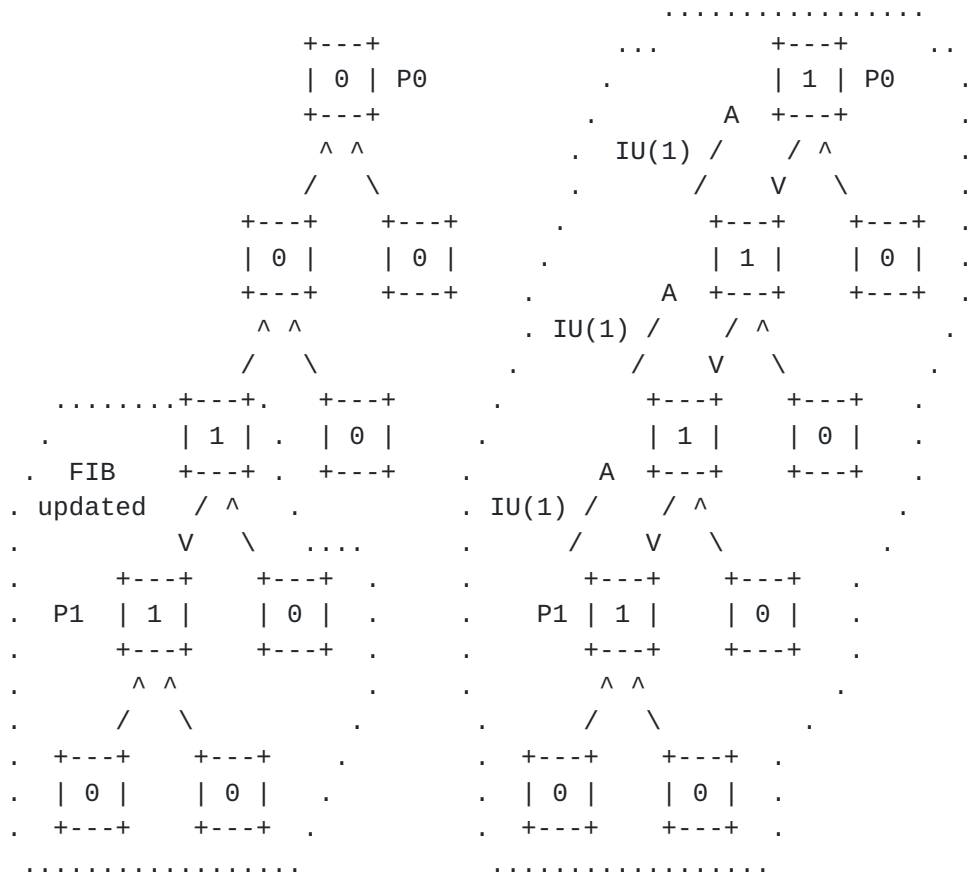 .................
                    +---+                ...       +---+      ..
                    | 0 | P0            .          | 1 | P0     .
                    +---+              .        A  +---+        .
                     ^ ^              .  IU(1) /    / ^         .
                    /   \             .       /    V   \        .
                +---+    +---+       .         +---+    +---+  .
                | 0 |    | 0 |      .          | 1 |    | 0 |  .
                +---+    +---+     .        A  +---+    +---+  .
                 ^ ^               . IU(1) /    / ^           .
                /   \             .       /    V   \         .
    ........+---+.   +---+       .         +---+    +---+   .
   .        | 1 | .  | 0 |      .          | 1 |    | 0 |   .
  .  FIB    +---+ .  +---+     .        A  +---+    +---+   .
 . updated   / ^   .           . IU(1) /    / ^            .
 .          V   \   ....       .      /    V   \          .
 .      +---+    +---+  .      .       +---+    +---+   .
 .  P1  | 1 |    | 0 |  .      .    P1 | 1 |    | 0 |   .
 .      +---+    +---+  .      .       +---+    +---+   .
 .       ^ ^            .      .        ^ ^            .
 .      /   \          .        .      /   \         .
 .  +---+    +---+    .         .  +---+    +---+  .
 .  | 0 |    | 0 |   .          .  | 0 |    | 0 |  .
 .  +---+    +---+  .           .  +---+    +---+  .
  ..................             ..................